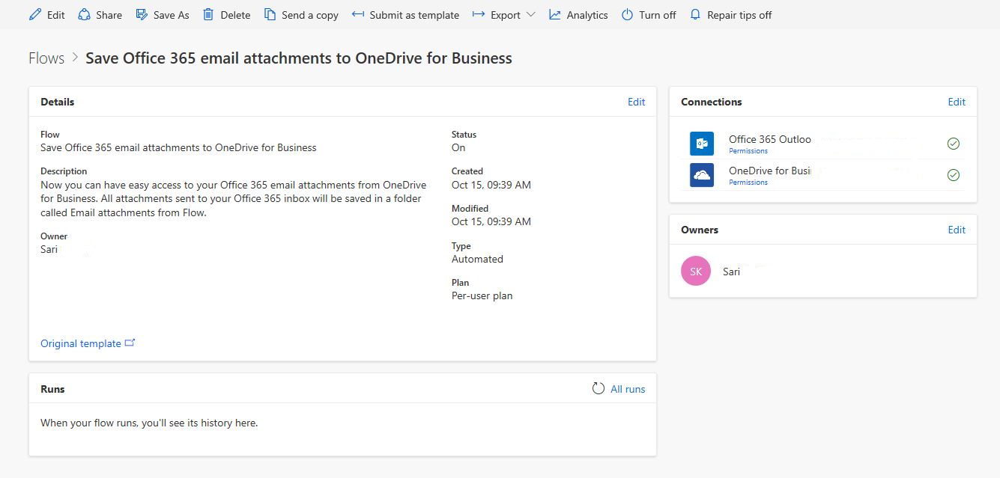 Edit Share Save As Delete Send a copy Submit as template Export Analytics Turn off Repair tips off
Flows > Save Office 365 email attachments to OneDrive for Business
Details Edit
Flow
Save Office 365 email attachments to OneDrive for Business
Description
Now you can have easy access to your Office 365 email attachments from OneDrive
for Business. All attachments sent to your Office 365 inbox will be saved in a folder
called Email attachments from Flow.
Owner
Sari
Status
On
Created
Oct 15, 09:39 AM
Modified
Oct 15, 09:39 AM
Type
Automated
Plan
Per-user plan
Original template
Runs All runs
When your flow runs, you'll see its history here.
Connections Edit
Office 365 Outloo
Permissions
OneDrive for Busi
Permissions
Owners Edit
SK Sari